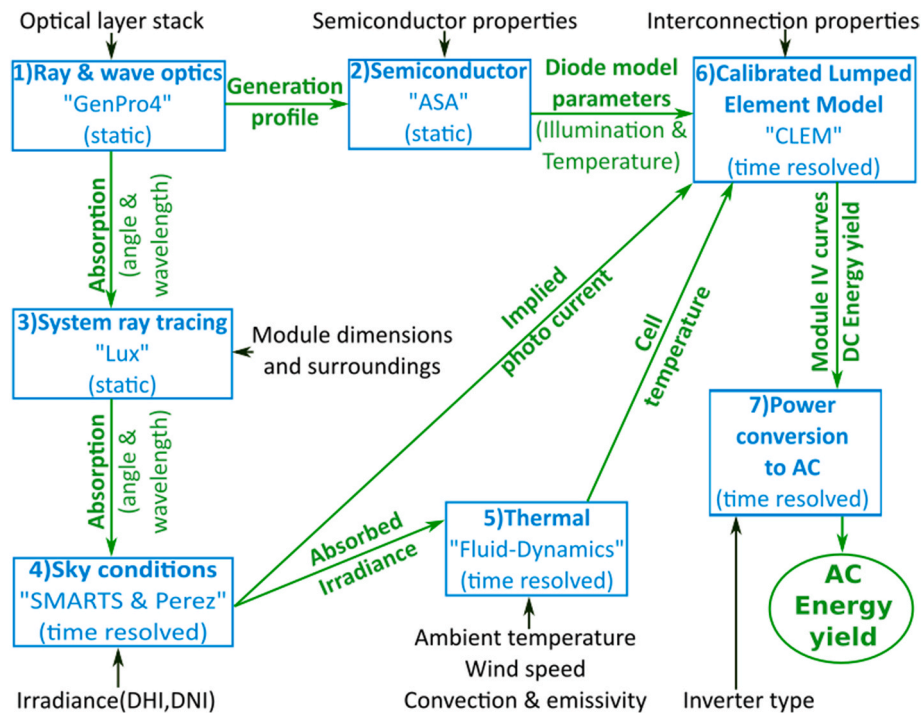 Optical layer stack
Semiconductor properties
Interconnection properties
1)Ray & wave optics
"GenPro4"
(static)
Generation
profile
2)Semiconductor
"ASA"
(static)
Diode model
parameters
(Illumination &
Temperature)
6)Calibrated Lumped
Element Model
"CLEM"
(time resolved)
Absorption
(angle &
wavelength)
Implied
photo current
Cell
temperature
Module IV curves
DC Energy yield
3)System ray tracing
"Lux"
(static)
Module dimensions
and surroundings
Absorption
(angle &
wavelength)
7)Power
conversion
to AC
(time resolved)
4)Sky conditions
"SMARTS & Perez"
(time resolved)
Absorbed
Irradiance
5)Thermal
"Fluid-Dynamics"
(time resolved)
AC
Energy
yield
Irradiance(DHI,DNI)
Ambient temperature
Wind speed
Convection & emissivity
Inverter type